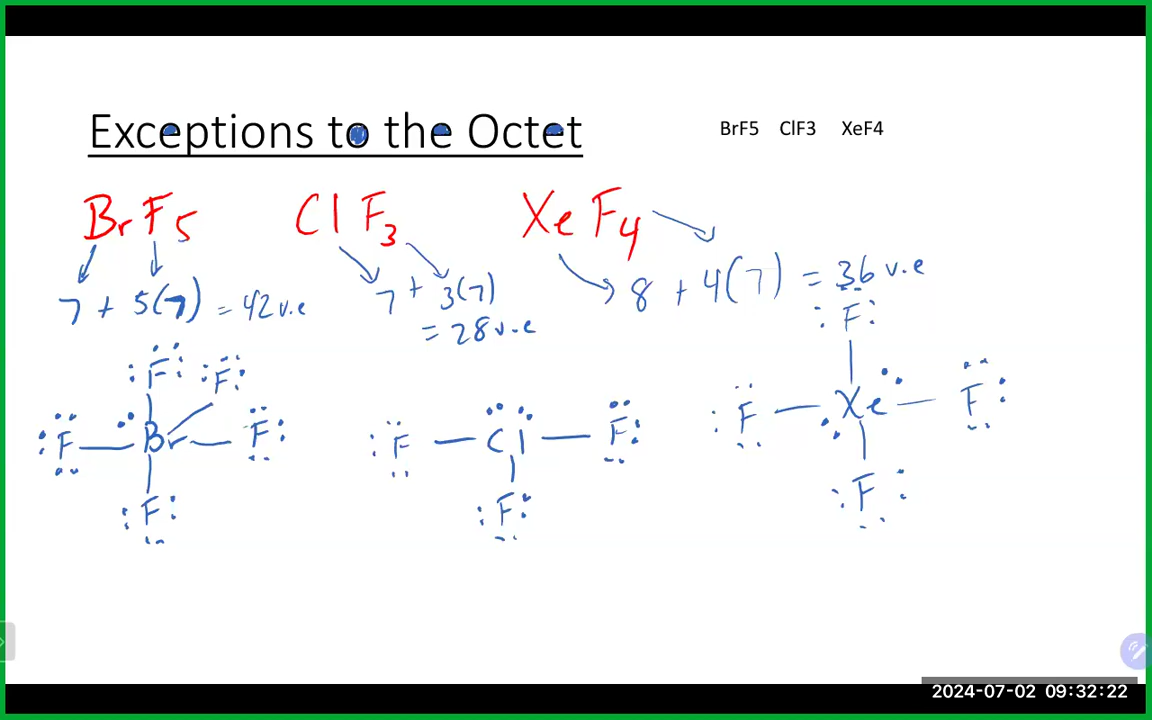 Exceptions to the Octet
BrF5 ClF3 XeF4
BrF5 ClF3 XeF4
7 + 5(7) = 42 v.e
7 + 3(7)
= 28 v.e
8 + 4(7) = 36 v.e
F F
F Br F
F
F Cl F
F
F
F Xe F
F
2024-07-02 09:32:22